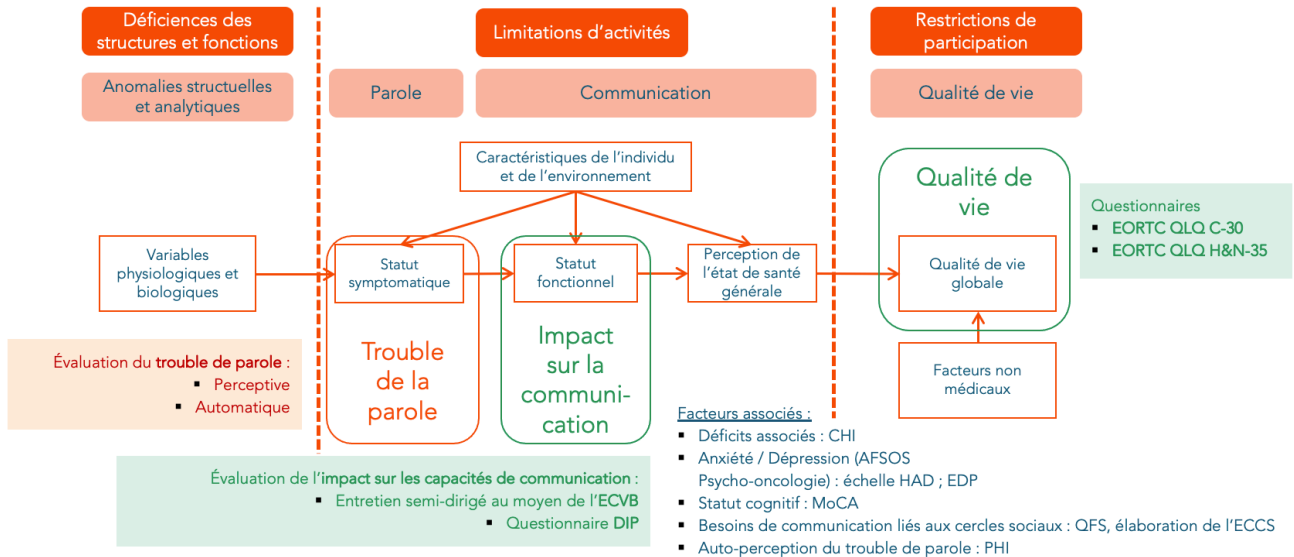 Déficiences des
structures et fonctions
Limitations d'activités
Restrictions de
participation
Anomalies structurelles
et analytiques
Parole
Communication
Qualité de vie
Caractéristiques de l'individu
et de l'environnement
Qualité de
vie
Questionnaires
▪ EORTC QLQ C-30
▪ EORTC QLQ H&N-35
Variables
physiologiques et
biologiques
Statut
symptomatique
Statut
fonctionnel
Perception de
l'état de santé
générale
Qualité de vie
globale
Trouble
de la
parole
Impact
sur la
communi-
cation
Facteurs non
médicaux
Évaluation du trouble de parole :
▪ Perceptive
▪ Automatique
Évaluation de l'impact sur les capacités de communication :
▪ Entretien semi-dirigé au moyen de l'ECVB
▪ Questionnaire DIP
Facteurs associés :
▪ Déficits associés : CHI
▪ Anxiété / Dépression (AFSOS
Psycho-oncologie) : échelle HAD ; EDP
▪ Statut cognitif : MoCA
▪ Besoins de communication liés aux cercles sociaux : QFS, élaboration de l'ECCS
▪ Auto-perception du trouble de parole : PHI